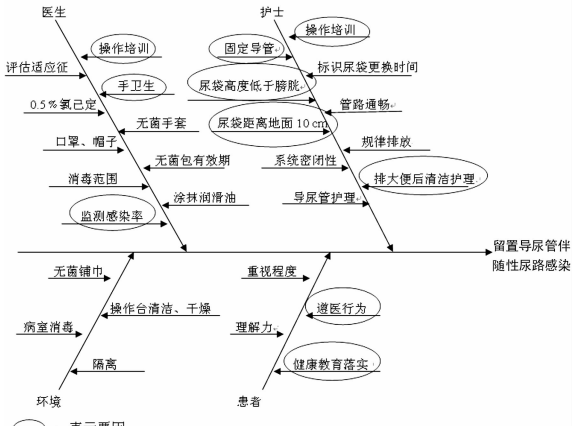 医生
护士
操作培训
评估适应征
手卫生
0.5%氯己定
无菌手套
口罩、帽子
无菌包有效期
消毒范围
涂抹润滑油
监测感染率
操作培训
固定导管
标识尿袋更换时间
尿袋高度低于膀胱
管路通畅
尿袋距离地面10cm
规律排放
系统密闭性
排大便后清洁护理
导尿管护理
留置导尿管伴
随性尿路感染
无菌铺巾
操作台清洁、干燥
病室消毒
隔离
环境
重视程度
遵医行为
理解力
健康教育落实
患者